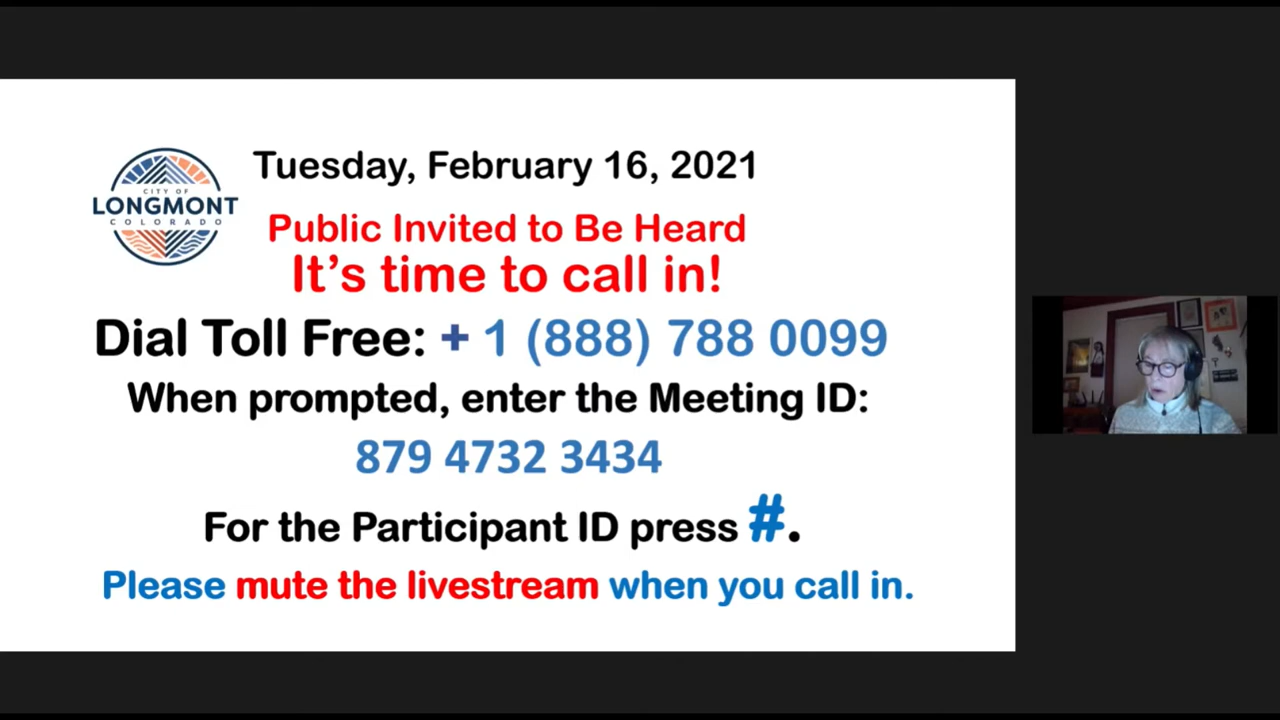 CITY OF
LONGMONT
COLORADO
Tuesday, February 16, 2021
Public Invited to Be Heard
It's time to call in!
Dial Toll Free: + 1 (888) 788 0099
When prompted, enter the Meeting ID:
879 4732 3434
For the Participant ID press #.
Please mute the livestream when you call in.